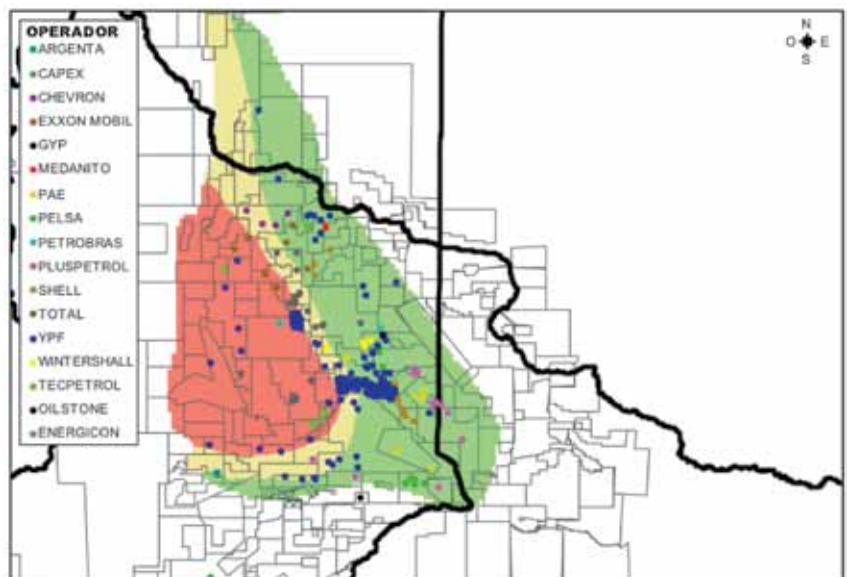 OPERADOR
ARGENTA
CAPEX
CHEVRON
EXXON MOBIL
GYP
MEDANITO
PAE
PELSA
PETROBRAS
PLUSPETROL
SHELL
TOTAL
YPF
WINTERSHALL
TECPETROL
OILSTONE
ENERGICON
N
O E
S